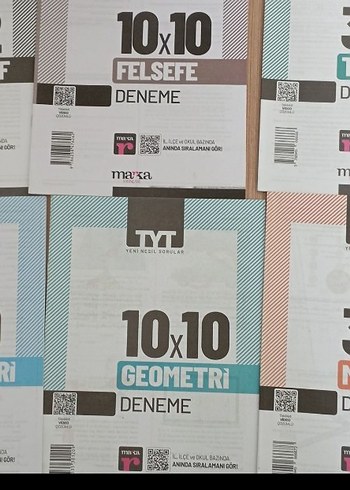 10x10
FELSEFE
DENEME
marka
r
İL, İLÇE ve OKUL BAZINDA
ANINDA SIRALAMANI GÖR!
TYT
YENİ NESİL SORULAR
10x10
GEOMETRİ
DENEME
r
İL, İLÇE ve OKUL BAZINDA
ANINDA SIRALAMANI GÖR!